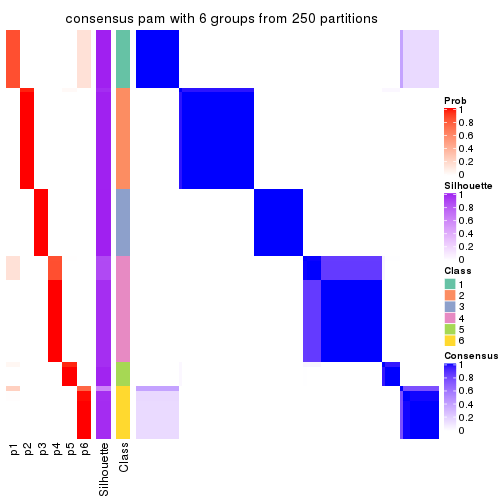 consensus pam with 6 groups from 250 partitions
Prob
1
0.8
0.6
0.4
0.2
0
Silhouette
1
0.8
0.6
0.4
0.2
0
Class
1
2
3
4
5
6
Consensus
1
0.8
0.6
0.4
0.2
0
p1
p2
p3
p4
p5
p6
Silhouette
Class